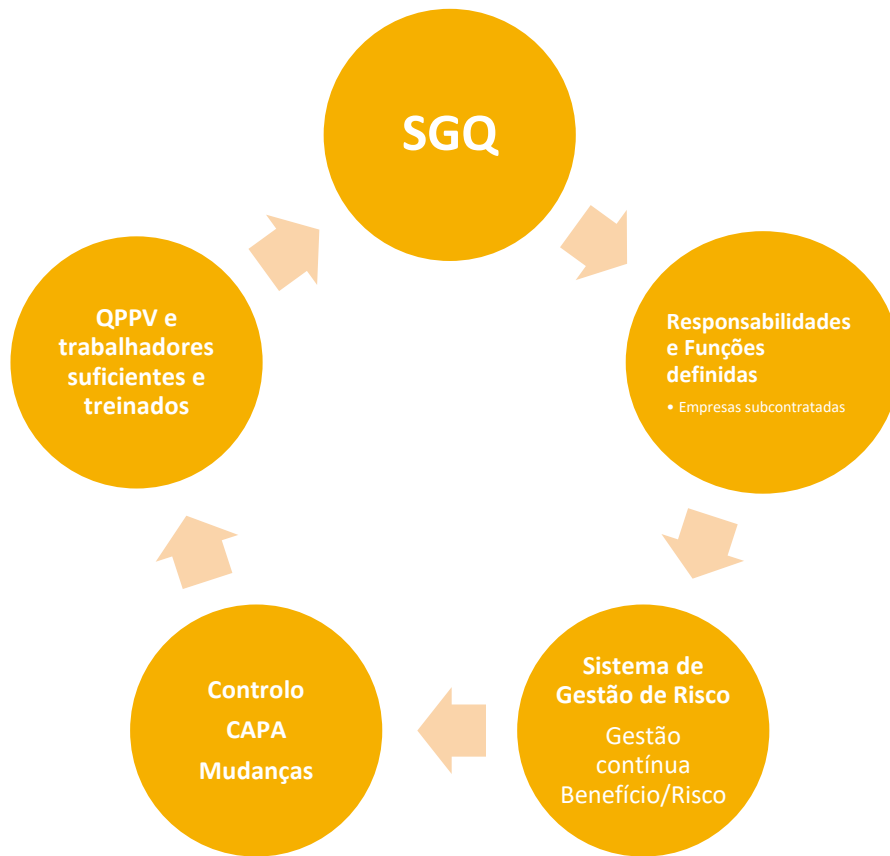 SGQ
Responsabilidades
e Funções
definidas
• Empresas subcontratadas
Sistema de
Gestão de Risco
Gestão
contínua
Benefício/Risco
Controlo
CAPA
Mudanças
QPPV e
trabalhadores
suficientes e
treinados